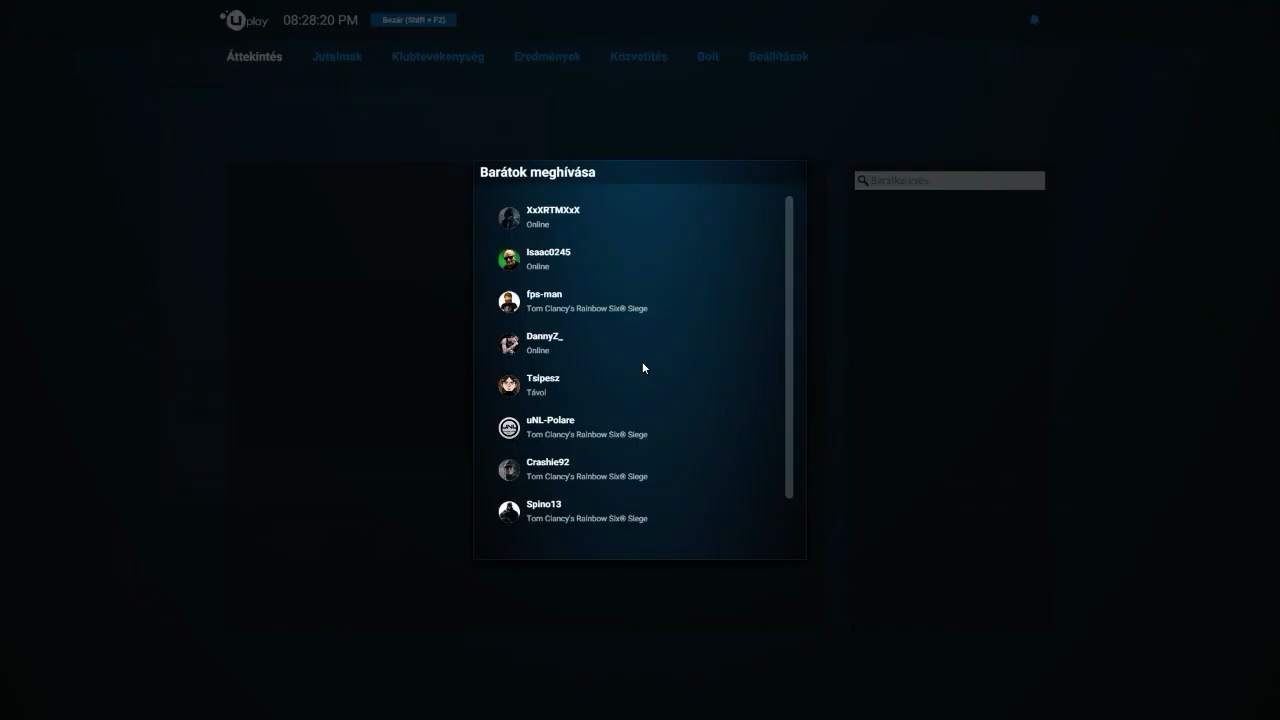 uplay 08:28:20 PM Bezár (Shift + F2)
Áttekintés Jutalmak Klubtevékenység Eredmények Közvetítés Bolt Beállítások
Barátok meghívása
Barátkeresés
XxXRTMXxX
Online
Isaac0245
Online
fps-man
Tom Clancy's Rainbow Six® Siege
DannyZ_
Online
Tsipesz
Távol
uNL-Polare
Tom Clancy's Rainbow Six® Siege
Crashie92
Tom Clancy's Rainbow Six® Siege
Spino13
Tom Clancy's Rainbow Six® Siege